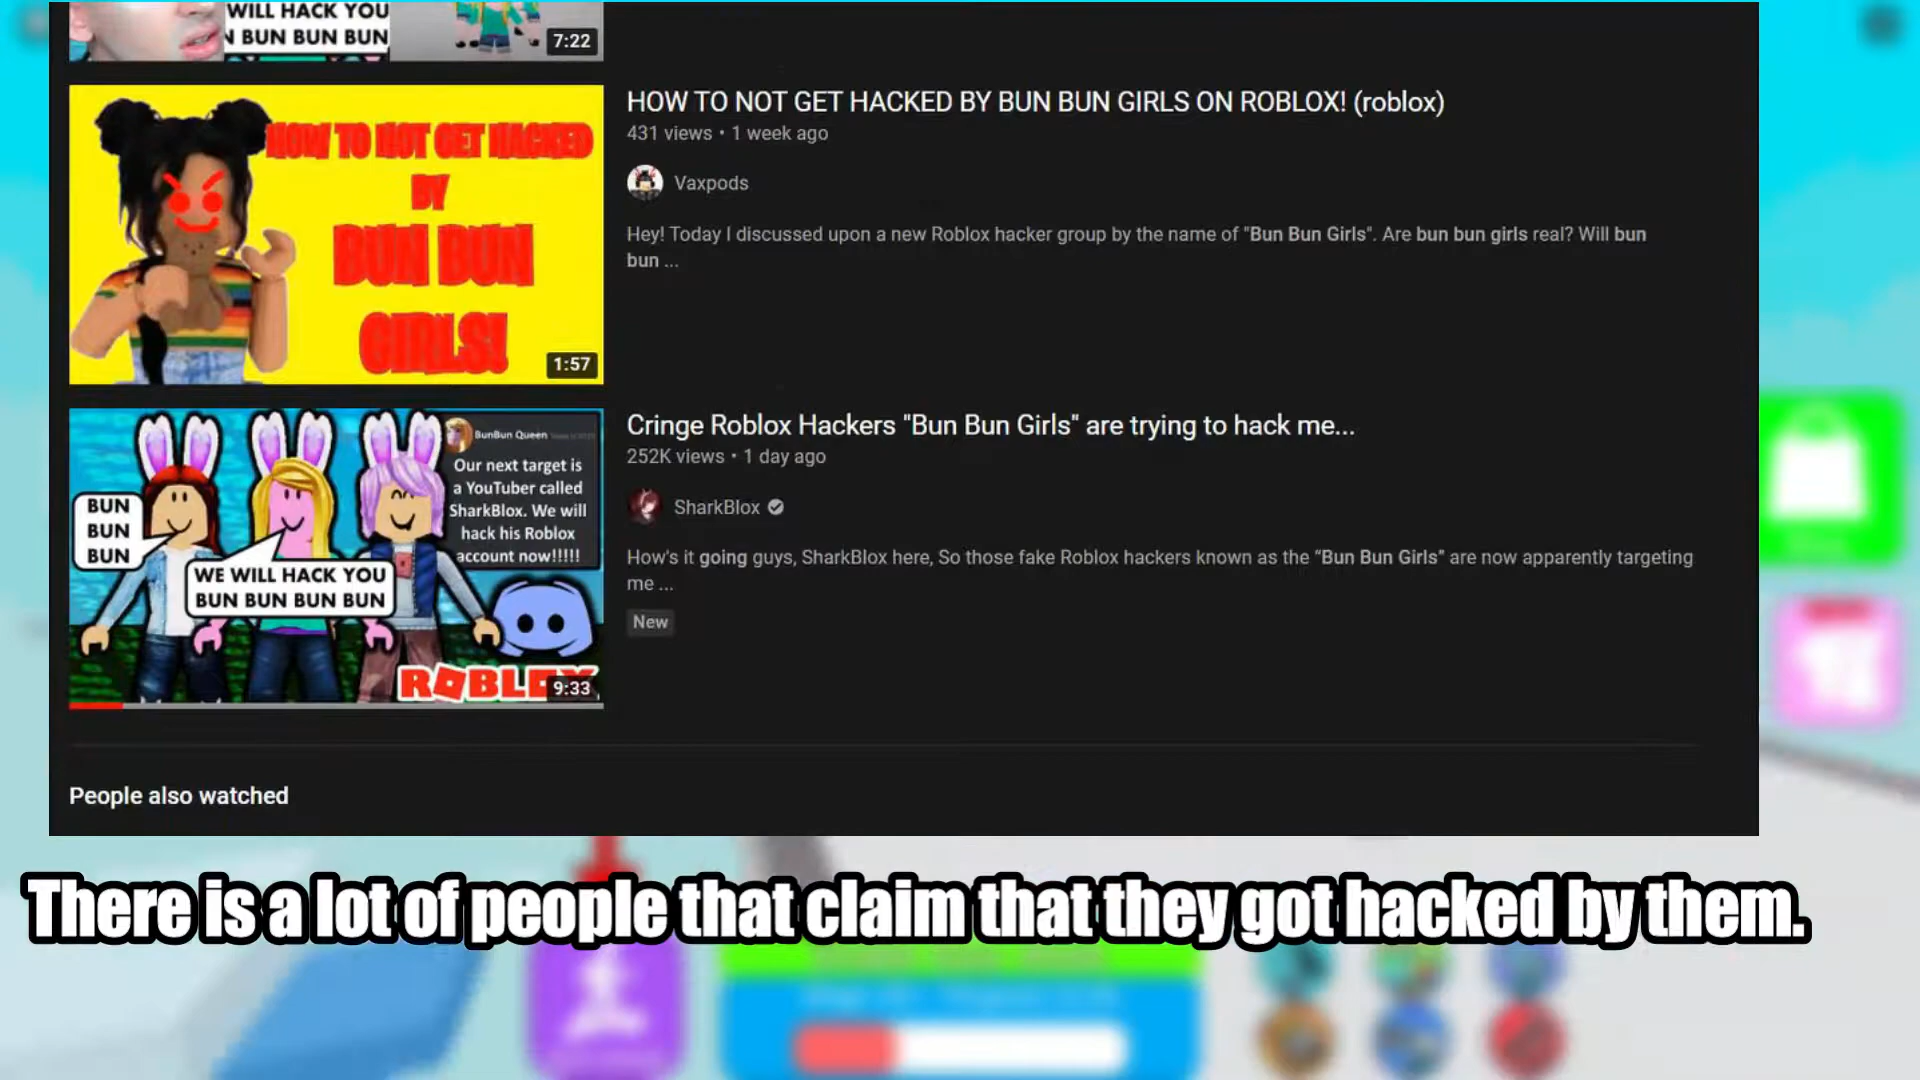 WILL HACK YOU
N BUN BUN BUN
7:22
HOW TO NOT GET HACKED
BY
BUN BUN
GIRLS!
1:57
HOW TO NOT GET HACKED BY BUN BUN GIRLS ON ROBLOX! (roblox)
431 views • 1 week ago
Vaxpods
Hey! Today I discussed upon a new Roblox hacker group by the name of "Bun Bun Girls". Are bun bun girls real? Will bun
bun ...
BunBun Queen
Our next target is
a YouTuber called
SharkBlox. We will
hack his Roblox
account now!!!!!
BUN
BUN
BUN
WE WILL HACK YOU
BUN BUN BUN BUN
ROBLOX
9:33
Cringe Roblox Hackers "Bun Bun Girls" are trying to hack me...
252K views • 1 day ago
SharkBlox
How's it going guys, SharkBlox here, So those fake Roblox hackers known as the "Bun Bun Girls" are now apparently targeting
me ...
New
People also watched
There is a lot of people that claim that they got hacked by them.